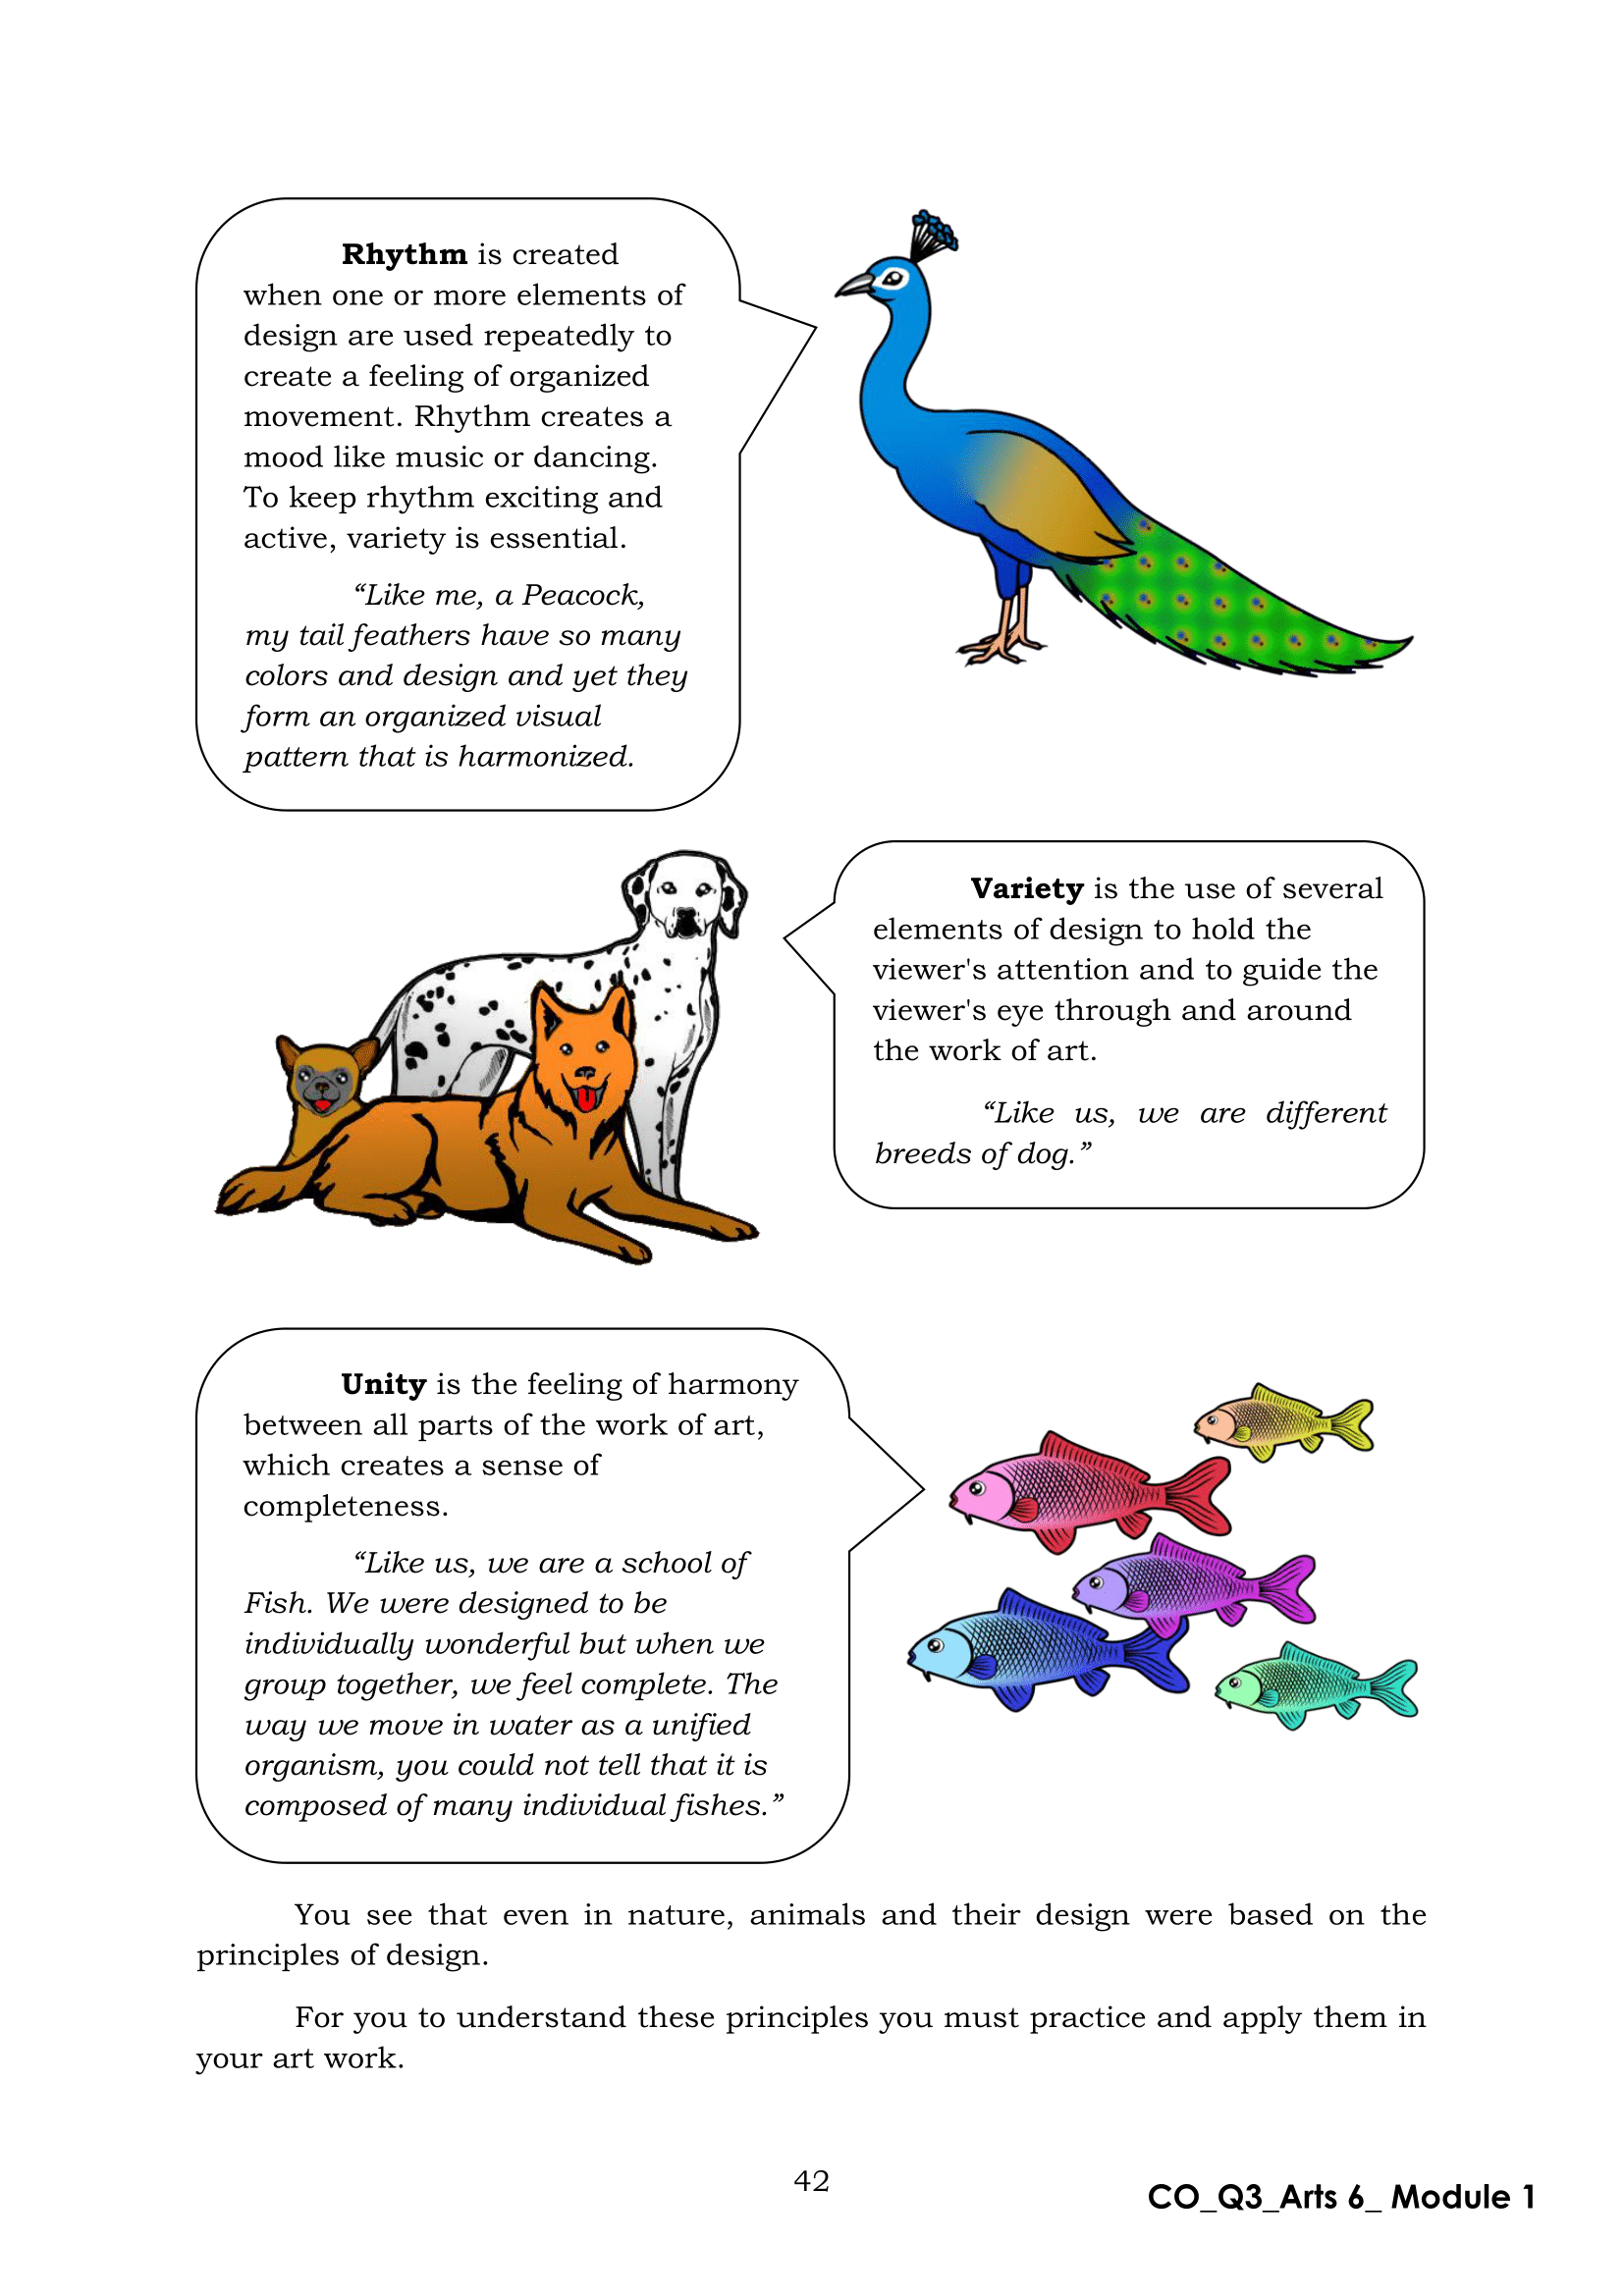 Rhythm is created
when one or more elements of
design are used repeatedly to
create a feeling of organized
movement. Rhythm creates a
mood like music or dancing.
To keep rhythm exciting and
active, variety is essential.
“Like me, a Peacock,
my tail feathers have so many
colors and design and yet they
form an organized visual
pattern that is harmonized.
Variety is the use of several
elements of design to hold the
viewer's attention and to guide the
viewer's eye through and around
the work of art.
“Like us, we are different
breeds of dog.”
Unity is the feeling of harmony
between all parts of the work of art,
which creates a sense of
completeness.
“Like us, we are a school of
Fish. We were designed to be
individually wonderful but when we
group together, we feel complete. The
way we move in water as a unified
organism, you could not tell that it is
composed of many individual fishes.”
You see that even in nature, animals and their design were based on the
principles of design.
For you to understand these principles you must practice and apply them in
your art work.
42
CO_Q3_Arts 6_ Module 1